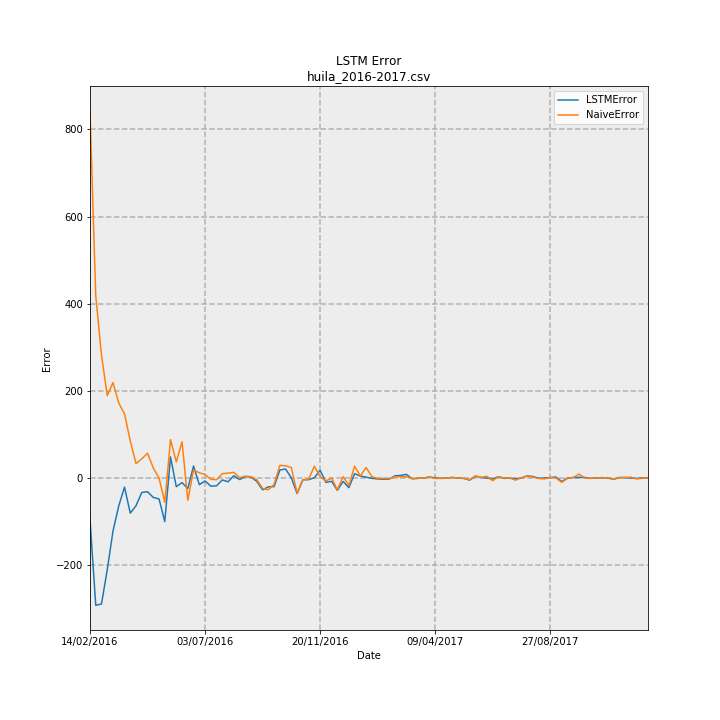 LSTM Error
huila_2016-2017.csv
LSTMError
NaiveError
800
600
400
200
0
−200
Error
14/02/2016 03/07/2016 20/11/2016 09/04/2017 27/08/2017
Date